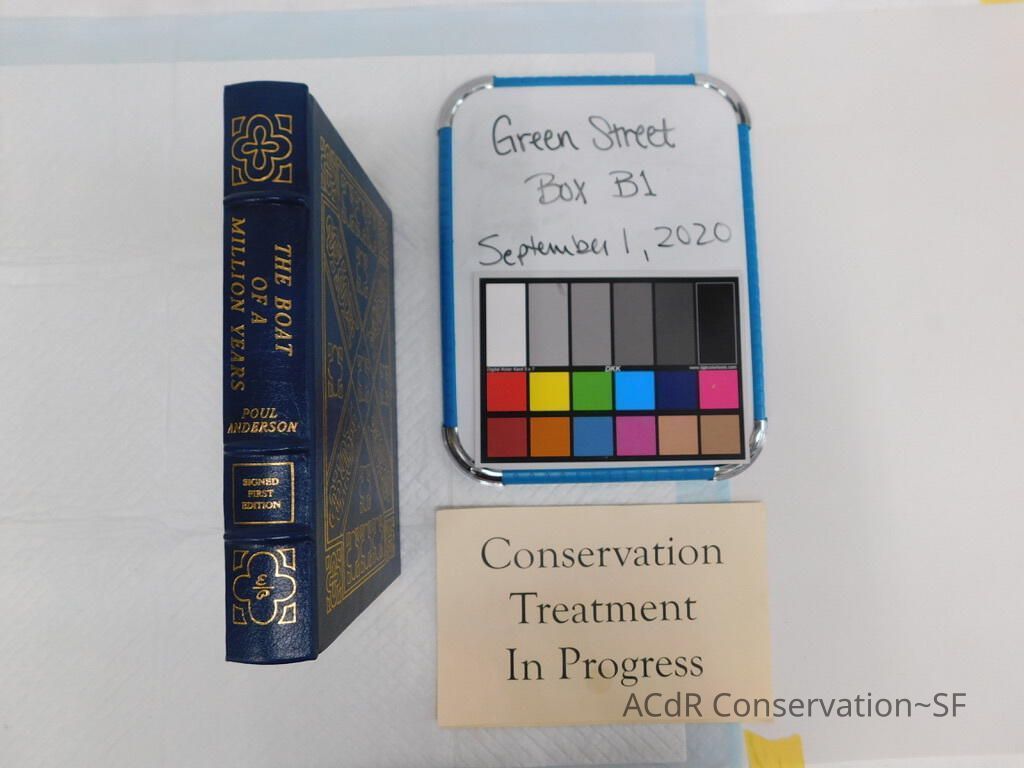 THE BOAT
OF A
MILLION YEARS
POUL
ANDERSON
SIGNED
FIRST
EDITION
Green Street
Box B1
September 1, 2020
DKK
Conservation
Treatment
In Progress
ACdR Conservation~SF